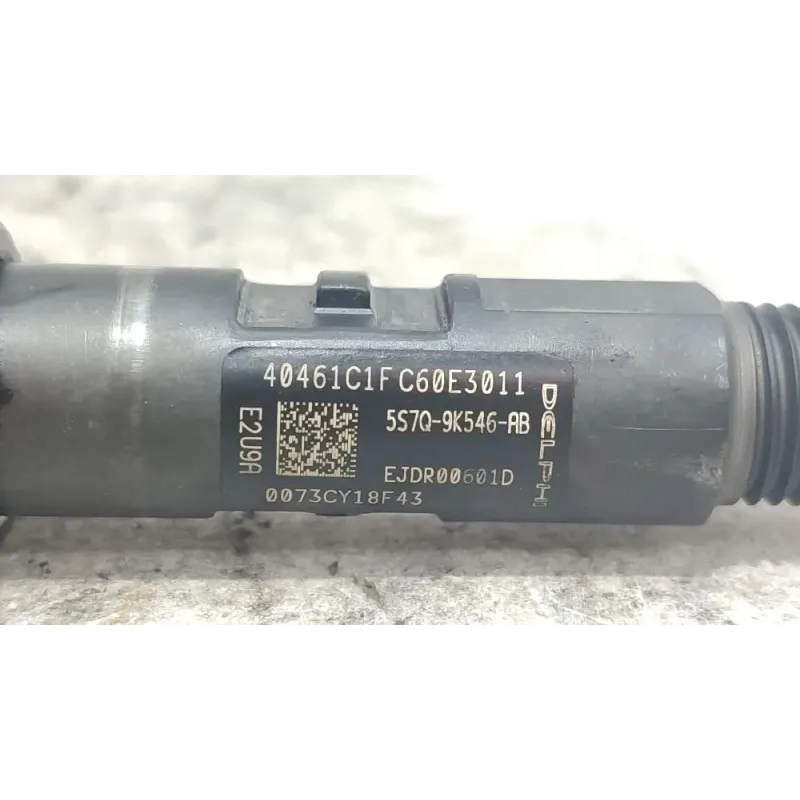 40461C1F C60E3011
5S7Q-9K546-AB
EJDR00601D
0073CY18F43
E2U9A
DELPHI